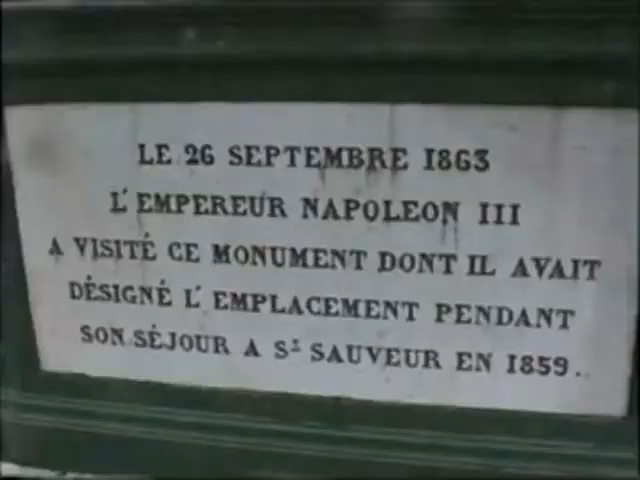 LE 26 SEPTEMBRE 1863
L'EMPEREUR NAPOLEON III
A VISITÉ CE MONUMENT DONT IL AVAIT
DÉSIGNÉ L'EMPLACEMENT PENDANT
SON SÉJOUR A ST SAUVEUR EN 1859.